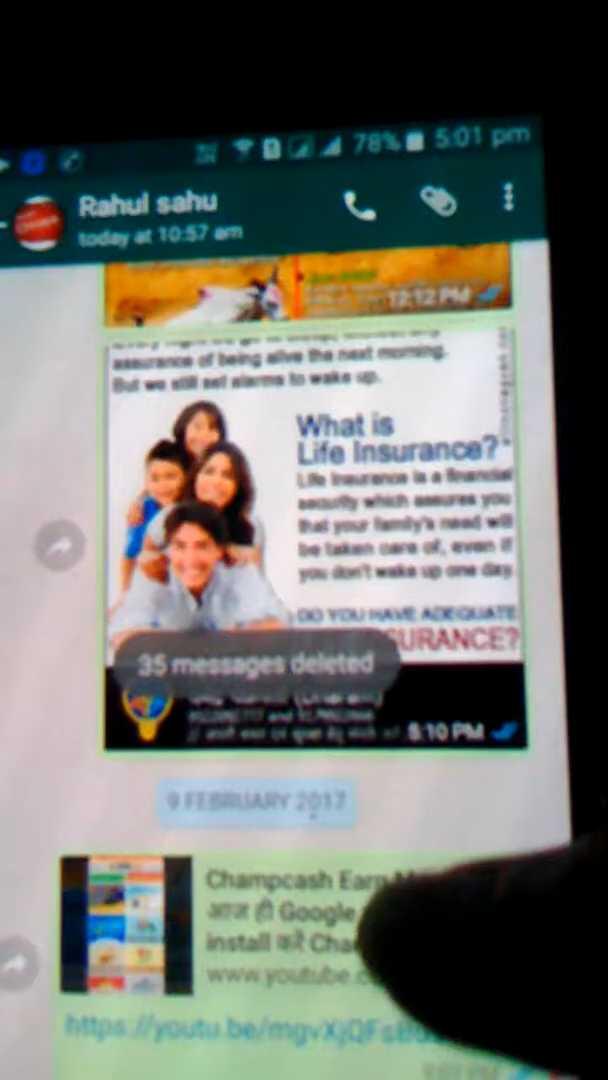 78% 5:01 pm
Rahul sahu
today at 10:57 am
12:12 PM
assurance of being alive the next morning.
But we still set alarms to wake up.
What is
Life Insurance?
Life Insurance is a financial
security which assures you
that your family's need will
be taken care of, even if
you don't wake up one day.
DO YOU HAVE ADEQUATE
SURANCE?
35 messages deleted
8:10 PM
9 FEBRUARY 2017
Champcash Earn
आज ही Google
install करे Cha
www.youtube.c
https://youtu.be/mgvXjQFsB